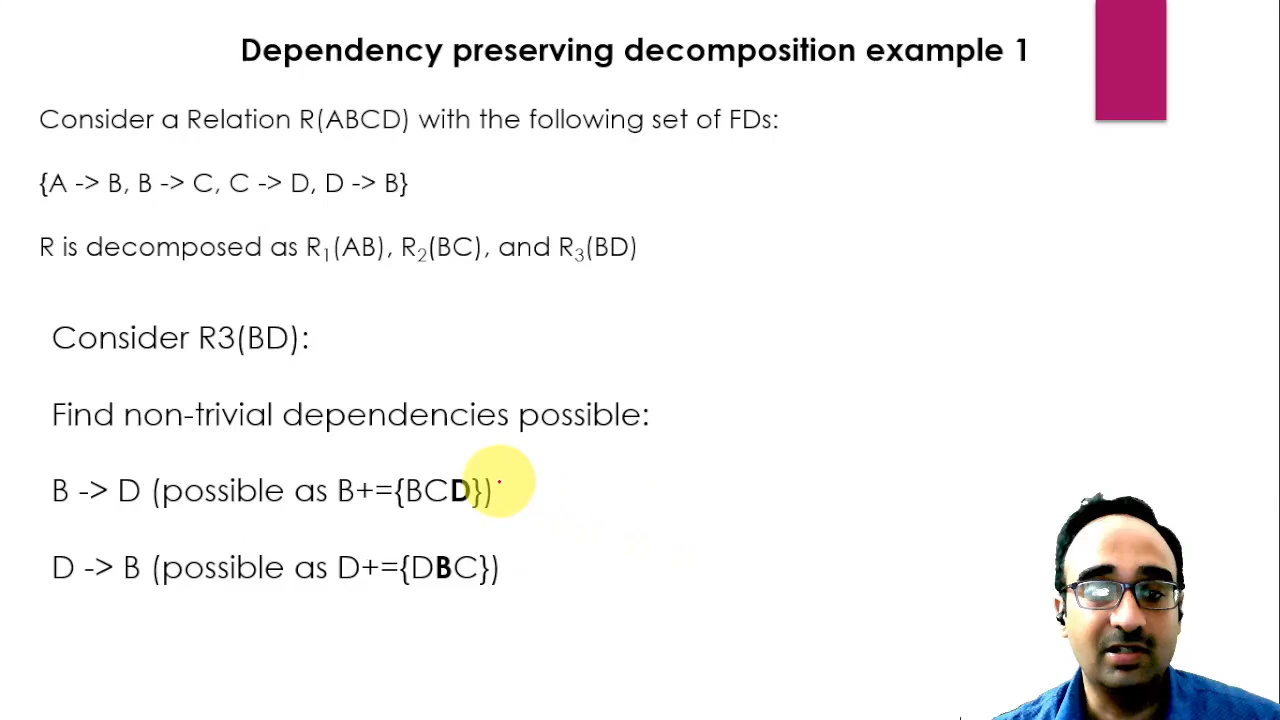 Dependency preserving decomposition example 1
Consider a Relation R(ABCD) with the following set of FDs:
{A -> B, B -> C, C -> D, D -> B}
R is decomposed as R₁(AB), R₂(BC), and R₃(BD)
Consider R3(BD):
Find non-trivial dependencies possible:
B -> D (possible as B+={BCD})
D -> B (possible as D+={DBC})